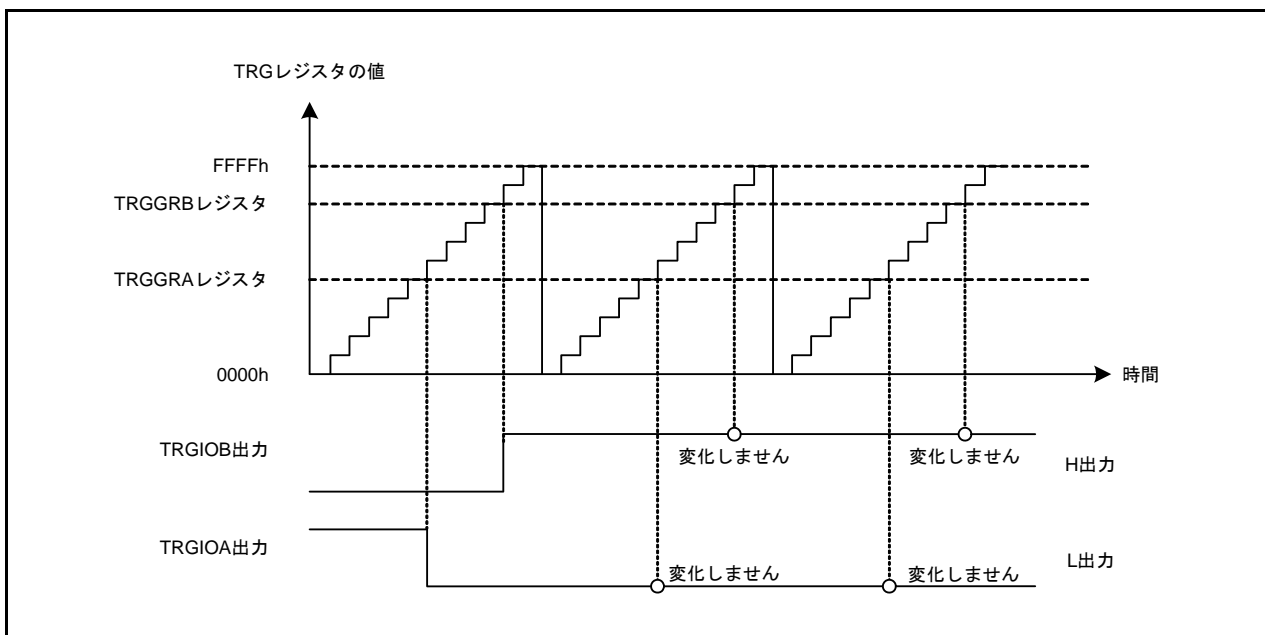 TRGレジスタの値
FFFFh
TRGGRBレジスタ
TRGGRAレジスタ
0000h
時間
TRGIOB出力
変化しません
変化しません
H出力
TRGIOA出力
変化しません
変化しません
L出力